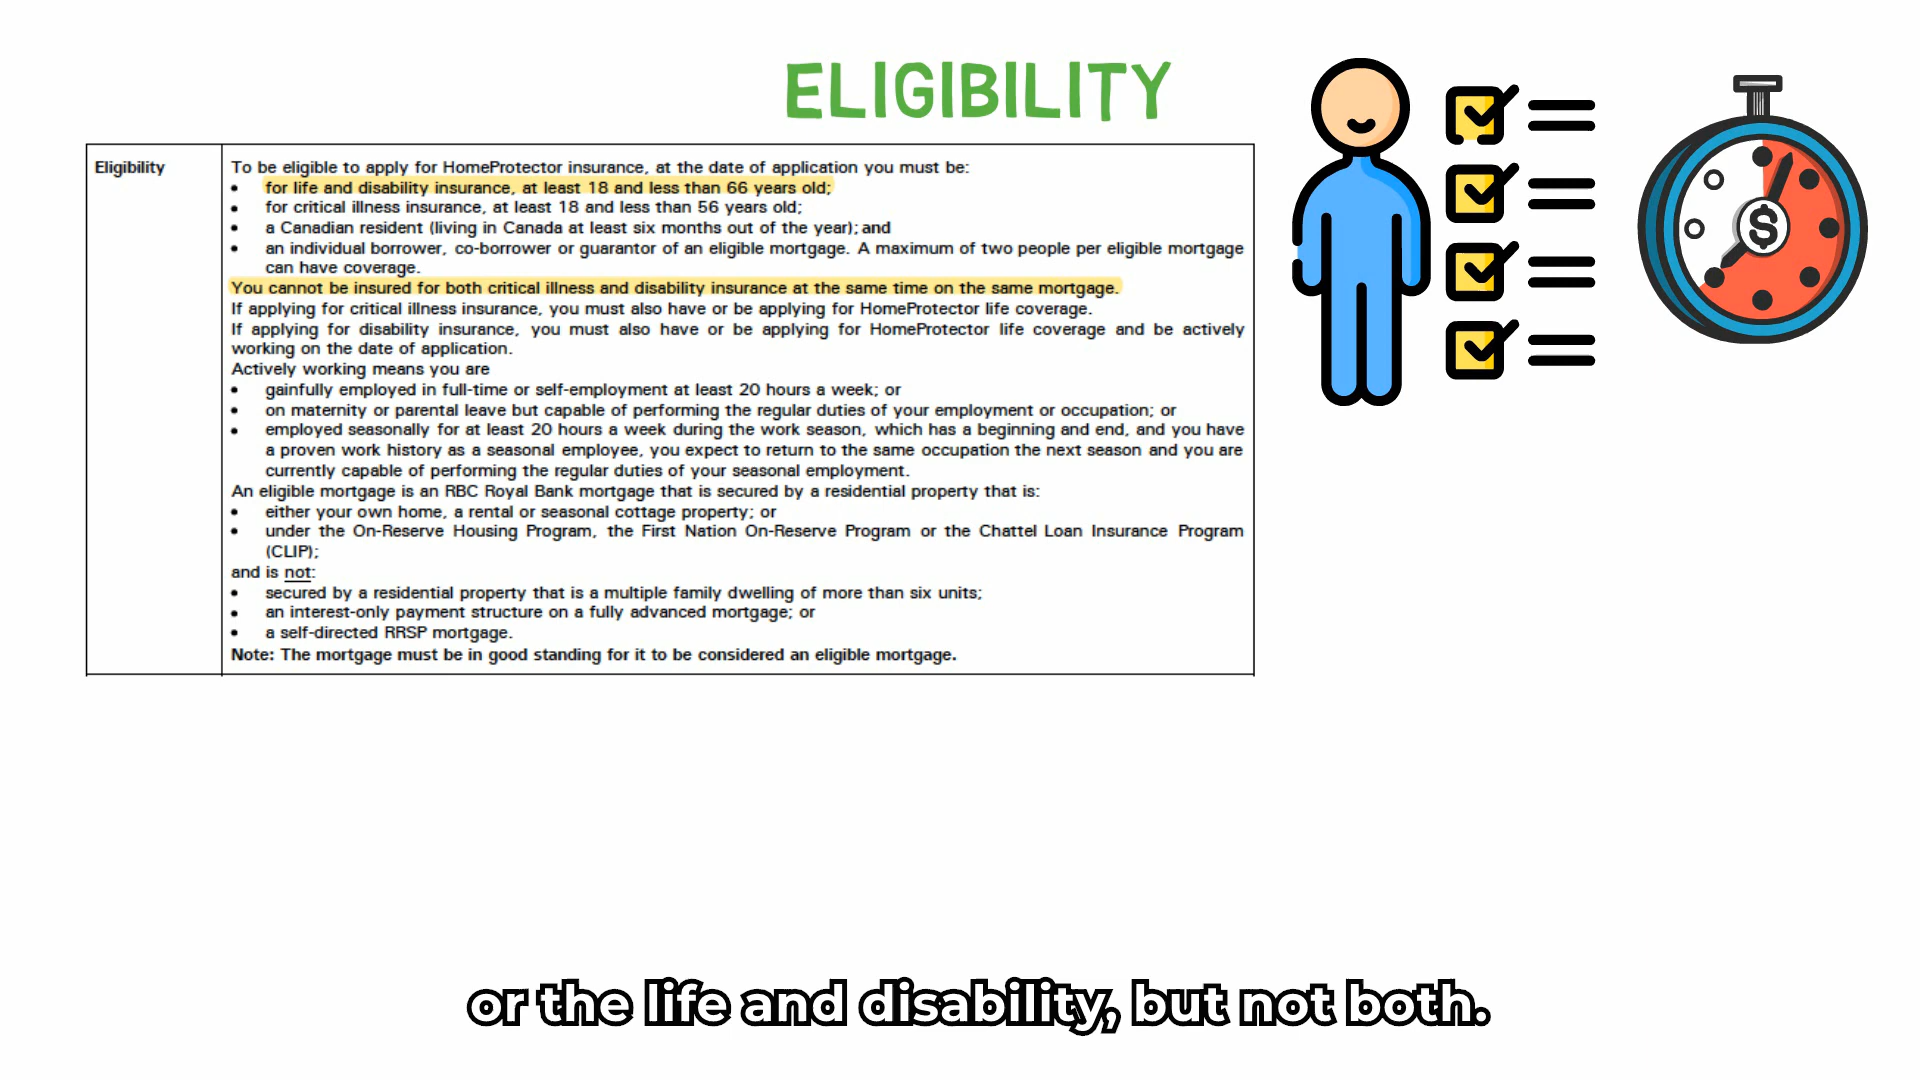 ELIGIBILITY
Eligibility
To be eligible to apply for HomeProtector insurance, at the date of application you must be:
• for life and disability insurance, at least 18 and less than 66 years old;
• for critical illness insurance, at least 18 and less than 56 years old;
• a Canadian resident (living in Canada at least six months out of the year); and
• an individual borrower, co-borrower or guarantor of an eligible mortgage. A maximum of two people per eligible mortgage
can have coverage.
You cannot be insured for both critical illness and disability insurance at the same time on the same mortgage.
If applying for critical illness insurance, you must also have or be applying for HomeProtector life coverage.
If applying for disability insurance, you must also have or be applying for HomeProtector life coverage and be actively
working on the date of application.
Actively working means you are
• gainfully employed in full-time or self-employment at least 20 hours a week; or
• on maternity or parental leave but capable of performing the regular duties of your employment or occupation; or
• employed seasonally for at least 20 hours a week during the work season, which has a beginning and end, and you have
a proven work history as a seasonal employee, you expect to return to the same occupation the next season and you are
currently capable of performing the regular duties of your seasonal employment.
An eligible mortgage is an RBC Royal Bank mortgage that is secured by a residential property that is:
• either your own home, a rental or seasonal cottage property; or
• under the On-Reserve Housing Program, the First Nation On-Reserve Program or the Chattel Loan Insurance Program
(CLIP);
and is not:
• secured by a residential property that is a multiple family dwelling of more than six units;
• an interest-only payment structure on a fully advanced mortgage; or
• a self-directed RRSP mortgage.
Note: The mortgage must be in good standing for it to be considered an eligible mortgage.
$
or the life and disability, but not both.